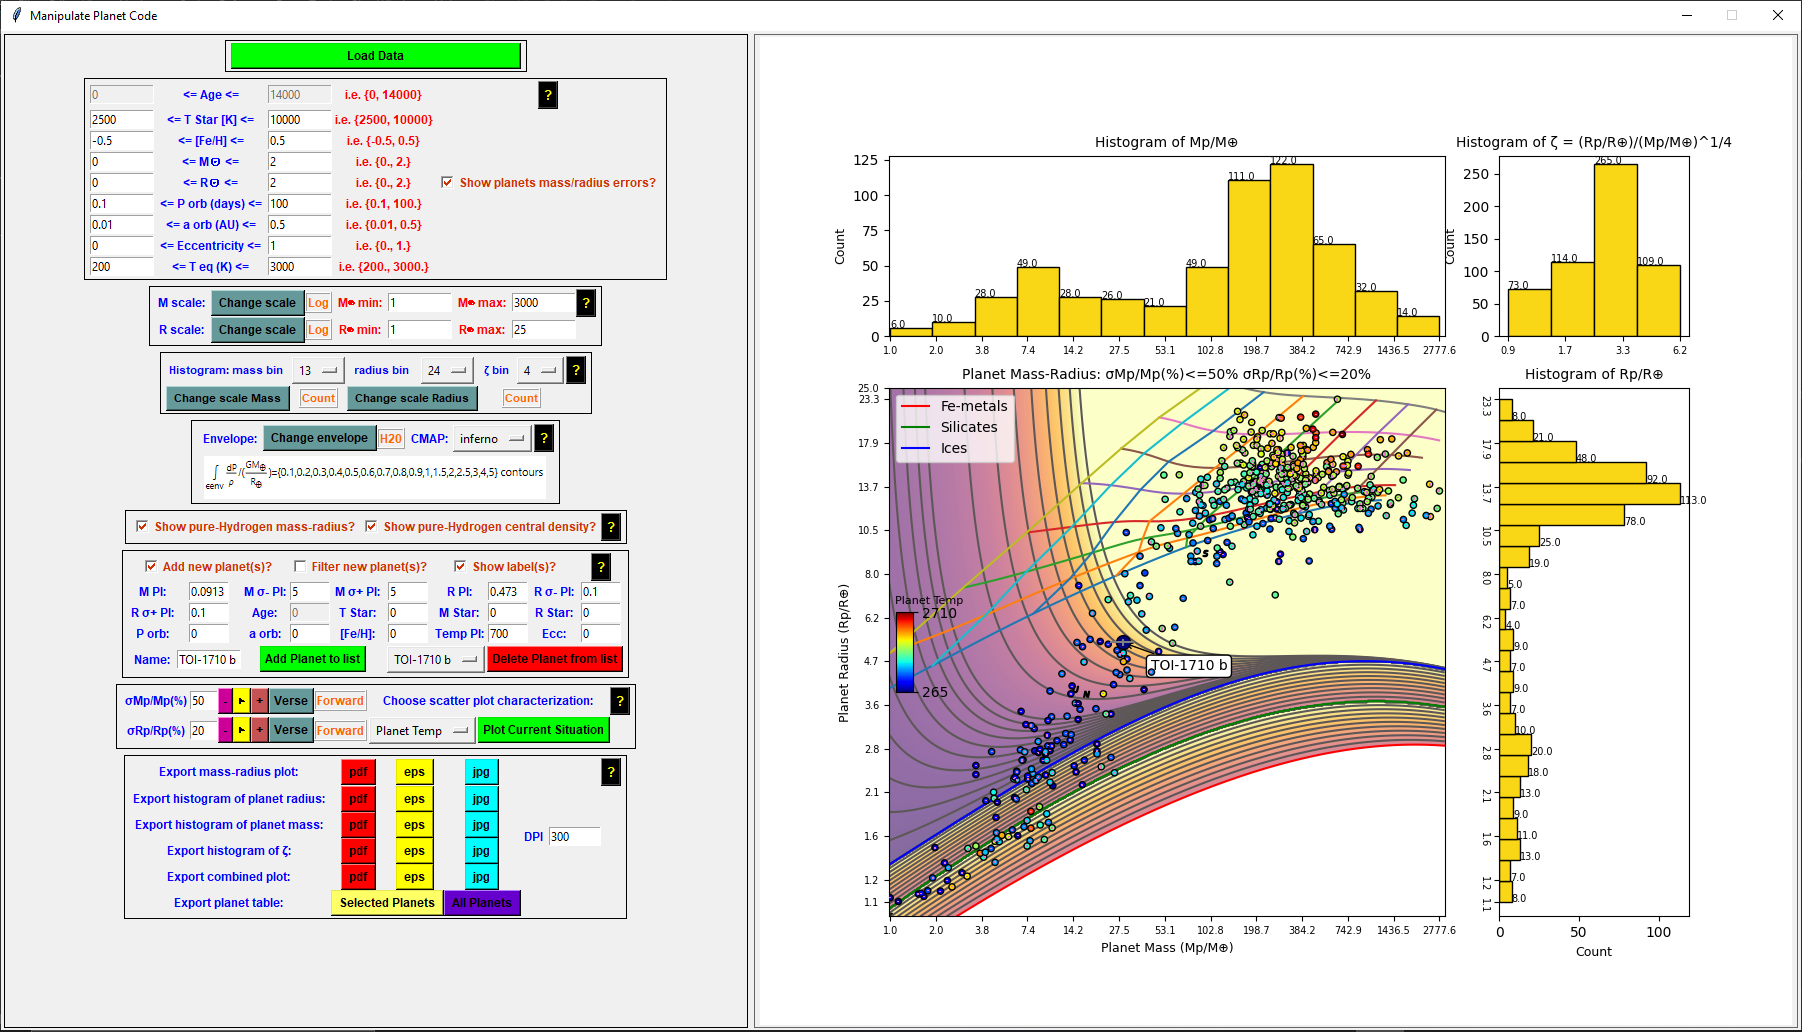 Manipulate Planet Code
Load Data
0 <= Age <= 14000 i.e. {0, 14000} ?
2500 <= T Star [K] <= 10000 i.e. {2500, 10000}
-0.5 <= [Fe/H] <= 0.5 i.e. {-0.5, 0.5}
0 <= M⊙ <= 2 i.e. {0., 2.}
0 <= R⊙ <= 2 i.e. {0., 2.} Show planets mass/radius errors?
0.1 <= P orb (days) <= 100 i.e. {0.1, 100.}
0.01 <= a orb (AU) <= 0.5 i.e. {0.01, 0.5}
0 <= Eccentricity <= 1 i.e. {0., 1.}
200 <= T eq (K) <= 3000 i.e. {200., 3000.}
M scale: Change scale Log M⊕ min: 1 M⊕ max: 3000 ?
R scale: Change scale Log R⊕ min: 1 R⊕ max: 25
Histogram: mass bin 13 radius bin 24 ζ bin 4 ?
Change scale Mass Count Change scale Radius Count
Envelope: Change envelope H20 CMAP: inferno ?
∫ϵenv dP/ρ /(GM⊕/R⊕)={0.1,0.2,0.3,0.4,0.5,0.6,0.7,0.8,0.9,1,1.5,2,2.5,3,4,5} contours
Show pure-Hydrogen mass-radius? Show pure-Hydrogen central density? ?
Add new planet(s)? Filter new planet(s)? Show label(s)? ?
M Pl: 0.0913 M σ- Pl: 5 M σ+ Pl: 5 R Pl: 0.473 R σ- Pl: 0.1
R σ+ Pl: 0.1 Age: 0 T Star: 0 M Star: 0 R Star: 0
P orb: 0 a orb: 0 [Fe/H]: 0 Temp Pl: 700 Ecc: 0
Name: TOI-1710 b Add Planet to list TOI-1710 b Delete Planet from list
σMp/Mp(%) 50 - + Verse Forward Choose scatter plot characterization: ?
σRp/Rp(%) 20 - + Verse Forward Planet Temp Plot Current Situation
Export mass-radius plot: pdf eps jpg ?
Export histogram of planet radius: pdf eps jpg
Export histogram of planet mass: pdf eps jpg
DPI 300
Export histogram of ζ: pdf eps jpg
Export combined plot: pdf eps jpg
Export planet table: Selected Planets All Planets
Histogram of Mp/M⊕
Count
125
100
75
50
25
0
6.0 10.0 28.0 49.0 28.0 26.0 21.0 49.0 111.0 122.0 65.0 32.0 14.0
1.0 2.0 3.8 7.4 14.2 27.5 53.1 102.8 198.7 384.2 742.9 1436.5 2777.6
Histogram of ζ = (Rp/R⊕)/(Mp/M⊕)^1/4
Count
250
200
150
100
50
0
73.0 114.0 265.0 109.0
0.9 1.7 3.3 6.2
Planet Mass-Radius: σMp/Mp(%)<=50% σRp/Rp(%)<=20%
Planet Radius (Rp/R⊕)
25.0
23.3
17.9
13.7
10.5
8.0
6.2
4.7
3.6
2.8
2.1
1.6
1.2
1.1
Fe-metals
Silicates
Ices
Planet Temp
2710
265
S
TOI-1710 b
U N
1.0 2.0 3.8 7.4 14.2 27.5 53.1 102.8 198.7 384.2 742.9 1436.5 2777.6
Planet Mass (Mp/M⊕)
Histogram of Rp/R⊕
23.3
17.9
13.7
10.5
8.0
6.2
4.7
3.6
2.8
2.1
1.6
1.2
1.1
8.0
21.0
48.0
92.0
113.0
78.0
25.0
19.0
5.0
7.0
4.0
9.0
7.0
9.0
7.0
10.0
20.0
18.0
13.0
9.0
11.0
13.0
7.0
8.0
0 50 100
Count